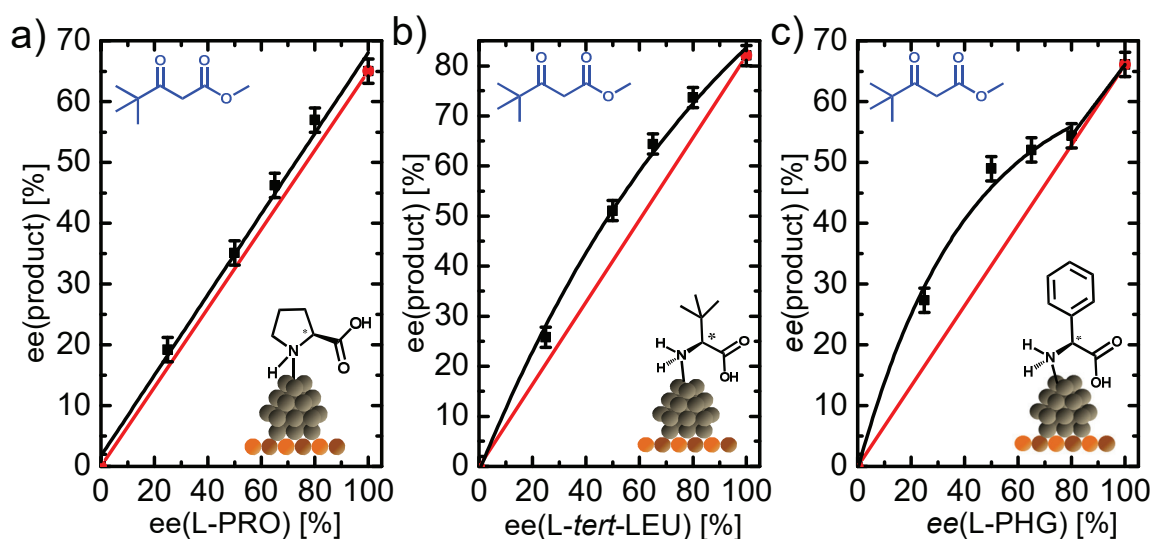 a)
70
60
50
40
30
20
10
0
ee(product) [%]
O O
O
N
H
*
OH
O
0 20 40 60 80 100
ee(L-PRO) [%]
b)
80
70
60
50
40
30
20
10
0
ee(product) [%]
O O
O
*
H
H
N
O
OH
0 20 40 60 80 100
ee(L-tert-LEU) [%]
c)
70
60
50
40
30
20
10
0
ee(product) [%]
O O
O
*
H
H
N
O
OH
0 20 40 60 80 100
ee(L-PHG) [%]